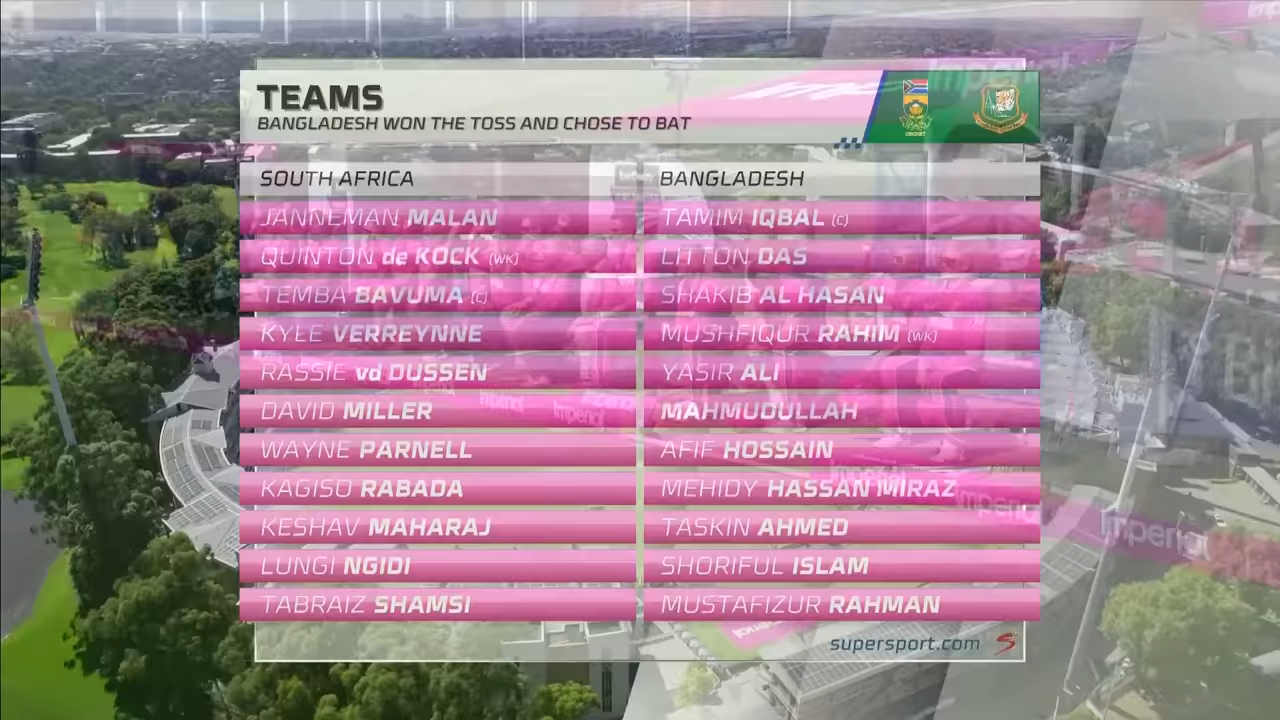 TEAMS
BANGLADESH WON THE TOSS AND CHOSE TO BAT
CRICKET
SOUTH AFRICA
BANGLADESH
JANNEMAN MALAN
TAMIM IQBAL (C)
QUINTON de KOCK (WK)
LITTON DAS
TEMBA BAVUMA (C)
SHAKIB AL HASAN
KYLE VERREYNNE
MUSHFIQUR RAHIM (WK)
RASSIE vd DUSSEN
YASIR ALI
DAVID MILLER
MAHMUDULLAH
WAYNE PARNELL
AFIF HOSSAIN
KAGISO RABADA
MEHIDY HASSAN MIRAZ
KESHAV MAHARAJ
TASKIN AHMED
LUNGI NGIDI
SHORIFUL ISLAM
TABRAIZ SHAMSI
MUSTAFIZUR RAHMAN
supersport.com
Imperial